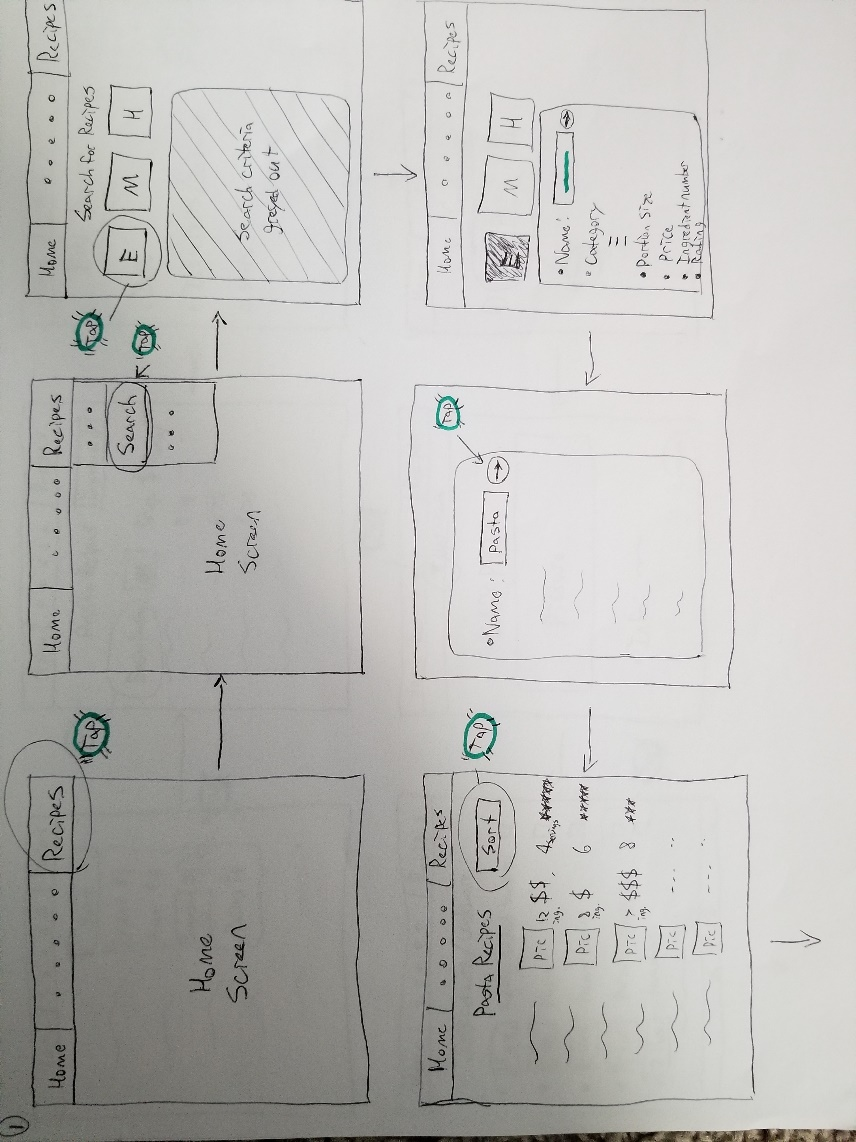 1
Home Recipes
Tap
Home
Screen
Home Recipes
Search
Tap
Home
Screen
Home Recipes
Search for Recipes
Tap
E M H
Search criteria
greyed out
Home Recipes
E M H
• Name:
• Category
• Portion Size
• Price
• Ingredient number
• Rating
Tap
• Name: Pasta
Home Recipes
Tap
Pasta Recipes Sort
PIC 12 ing. $$, 4 servings *****
PIC 8 ing. $ 6 *****
PIC 7 ing. $$$ 8 ***
PIC
PIC